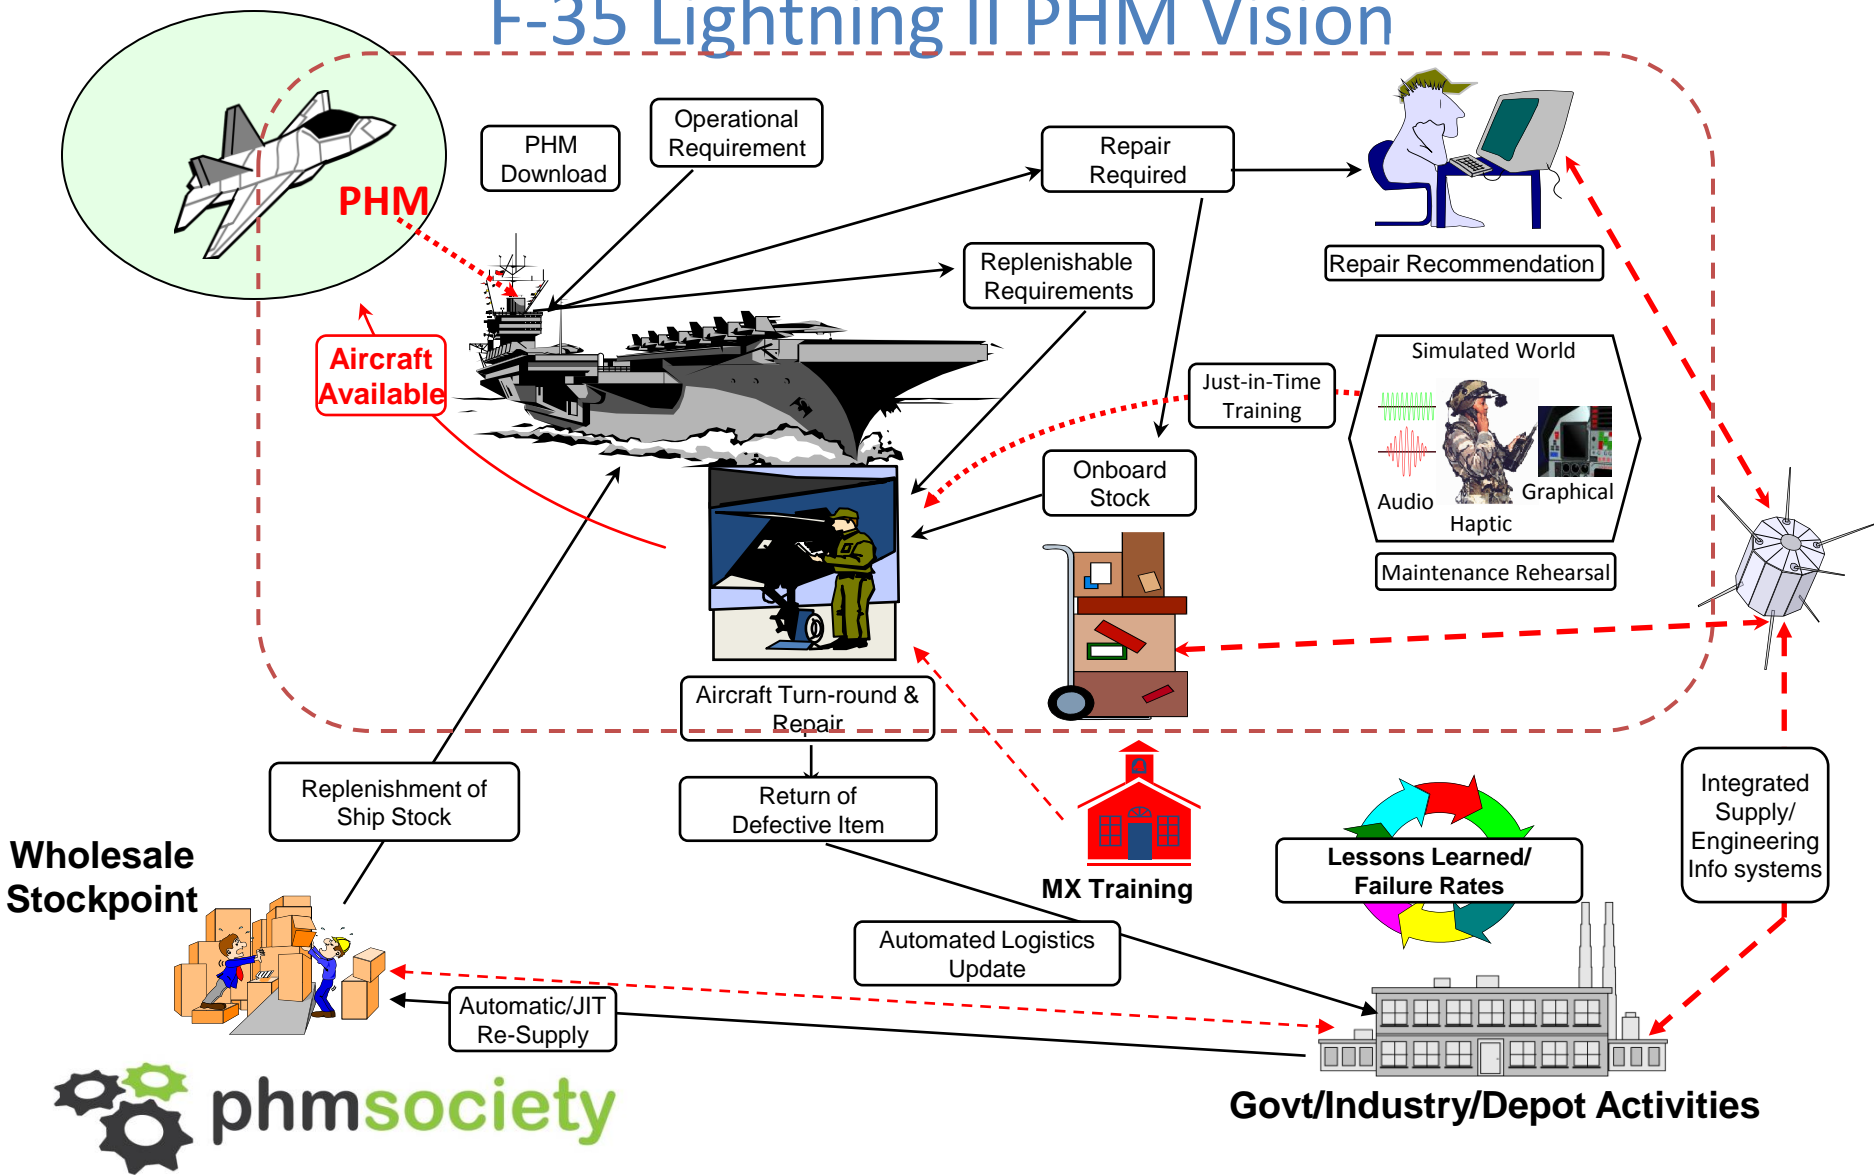 F-35 Lightning II PHM Vision
PHM
Download
Operational
Requirement
Repair
Required
PHM
Replenishable
Requirements
Repair Recommendation
Aircraft
Available
Simulated World
Just-in-Time
Training
Audio
Haptic
Graphical
Onboard
Stock
Maintenance Rehearsal
Aircraft Turn-round &
Repair
Replenishment of
Ship Stock
Return of
Defective Item
Integrated
Supply/
Engineering
Info systems
Wholesale
Stockpoint
MX Training
Lessons Learned/
Failure Rates
Automated Logistics
Update
Automatic/JIT
Re-Supply
Govt/Industry/Depot Activities
phmsociety